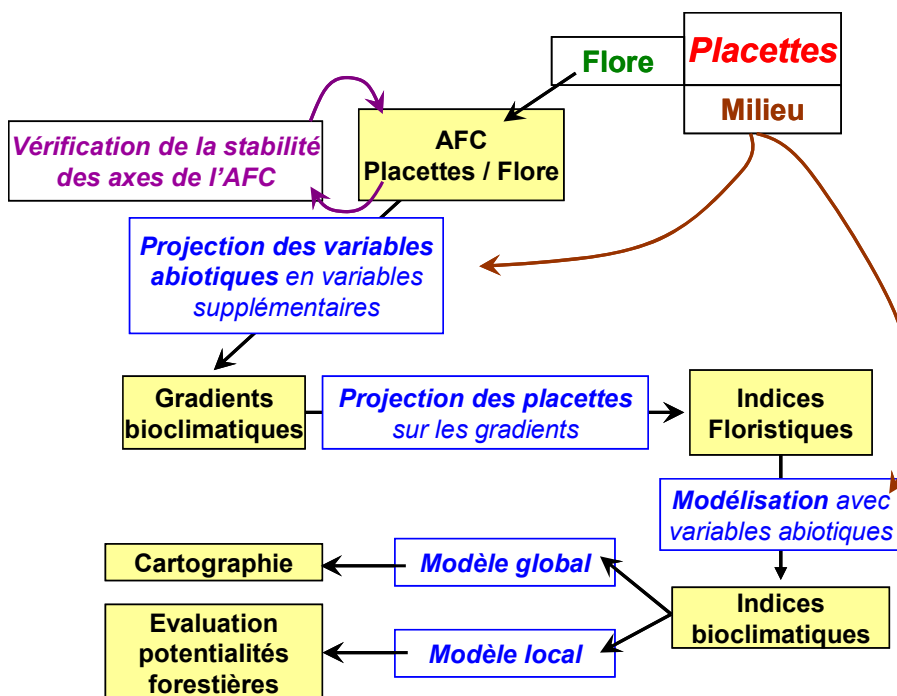 Placettes
Flore
Milieu
AFC
Placettes / Flore
Vérification de la stabilité
des axes de l'AFC
Projection des variables
abiotiques en variables
supplémentaires
Gradients
bioclimatiques
Projection des placettes
sur les gradients
Indices
Floristiques
Modélisation avec
variables abiotiques
Indices
bioclimatiques
Modèle global
Cartographie
Modèle local
Evaluation
potentialités
forestières